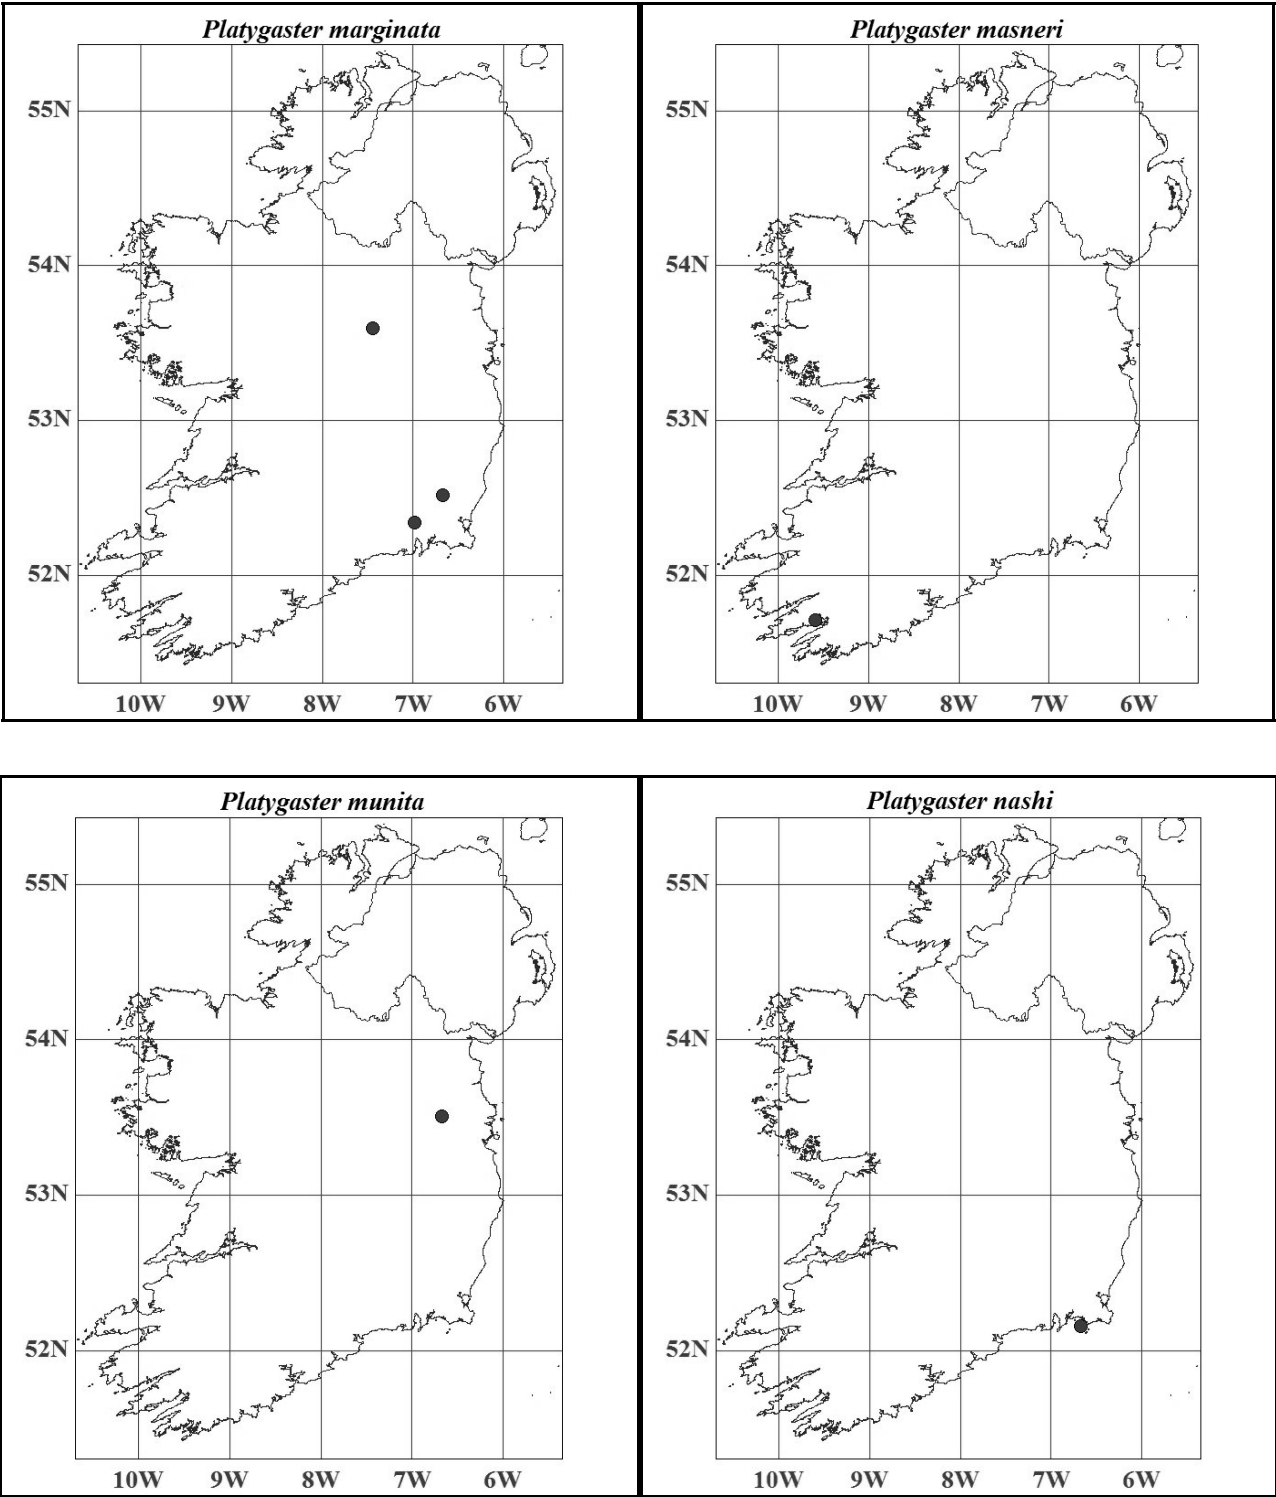 Platygaster marginata
55N
54N
53N
52N
10W 9W 8W 7W 6W
Platygaster masneri
55N
54N
53N
52N
10W 9W 8W 7W 6W
Platygaster munita
55N
54N
53N
52N
10W 9W 8W 7W 6W
Platygaster nashi
55N
54N
53N
52N
10W 9W 8W 7W 6W